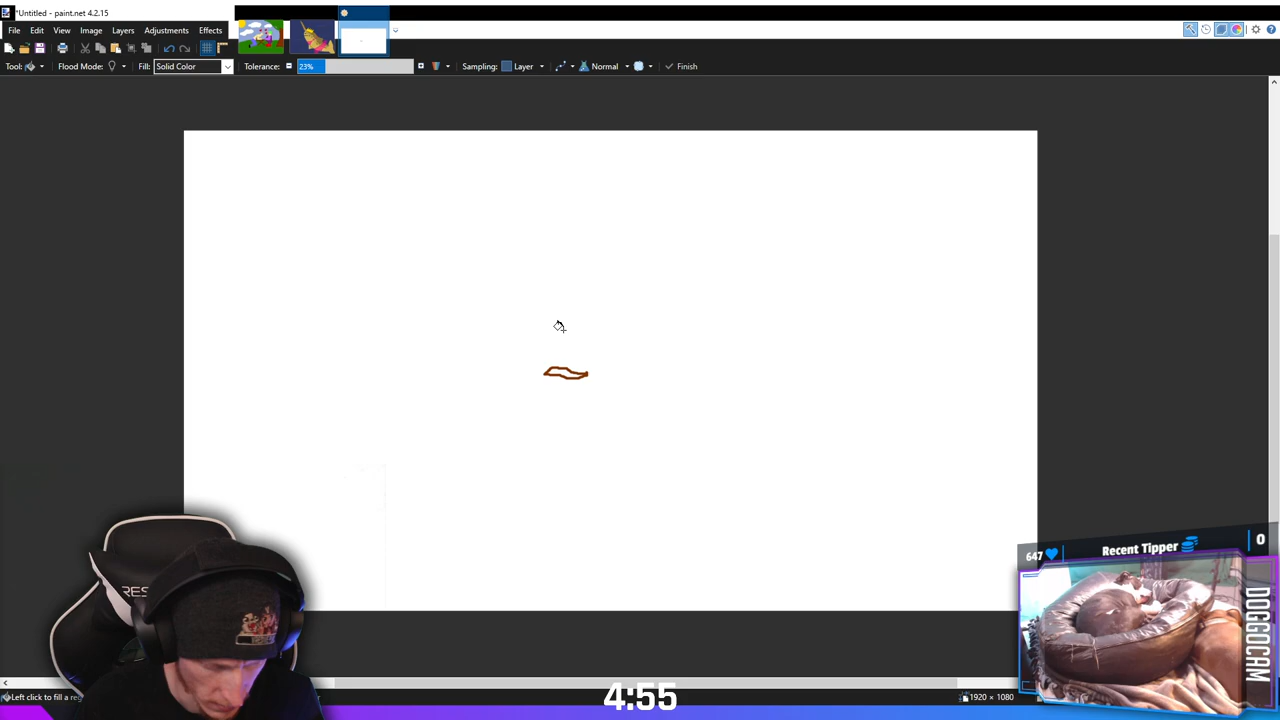 *Untitled - paint.net 4.2.15
File Edit View Image Layers Adjustments Effects
Tool: Flood Mode: Fill: Solid Color Tolerance: 23% Sampling: Layer Normal Finish
Left click to fill a reg
1920 × 1080
4:55
647 Recent Tipper 0
DOGGOCAM